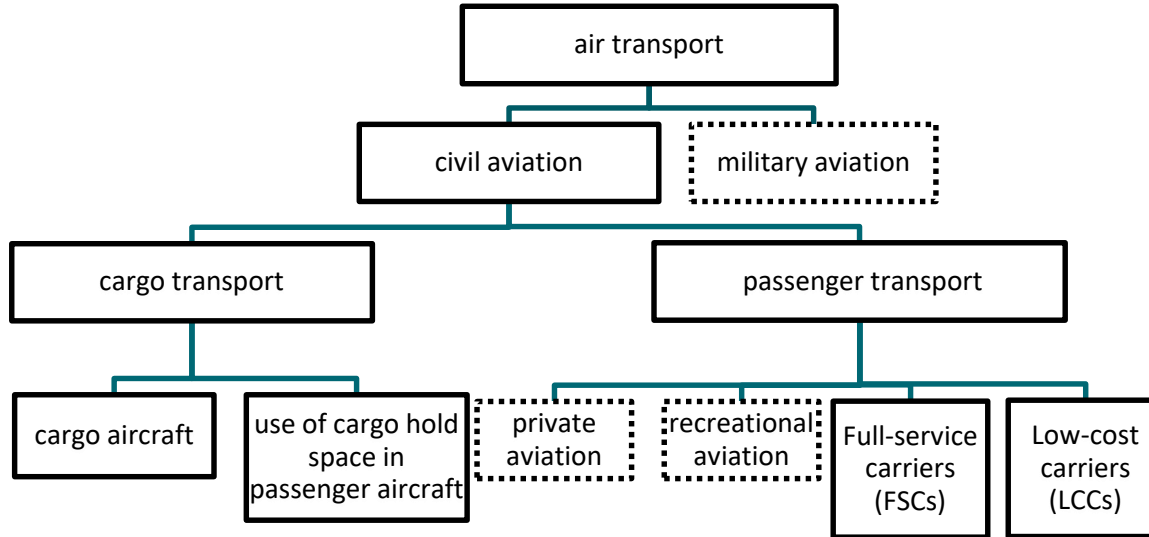 air transport
civil aviation
military aviation
cargo transport
passenger transport
cargo aircraft
use of cargo hold
space in
passenger aircraft
private
aviation
recreational
aviation
Full-service
carriers
(FSCs)
Low-cost
carriers
(LCCs)